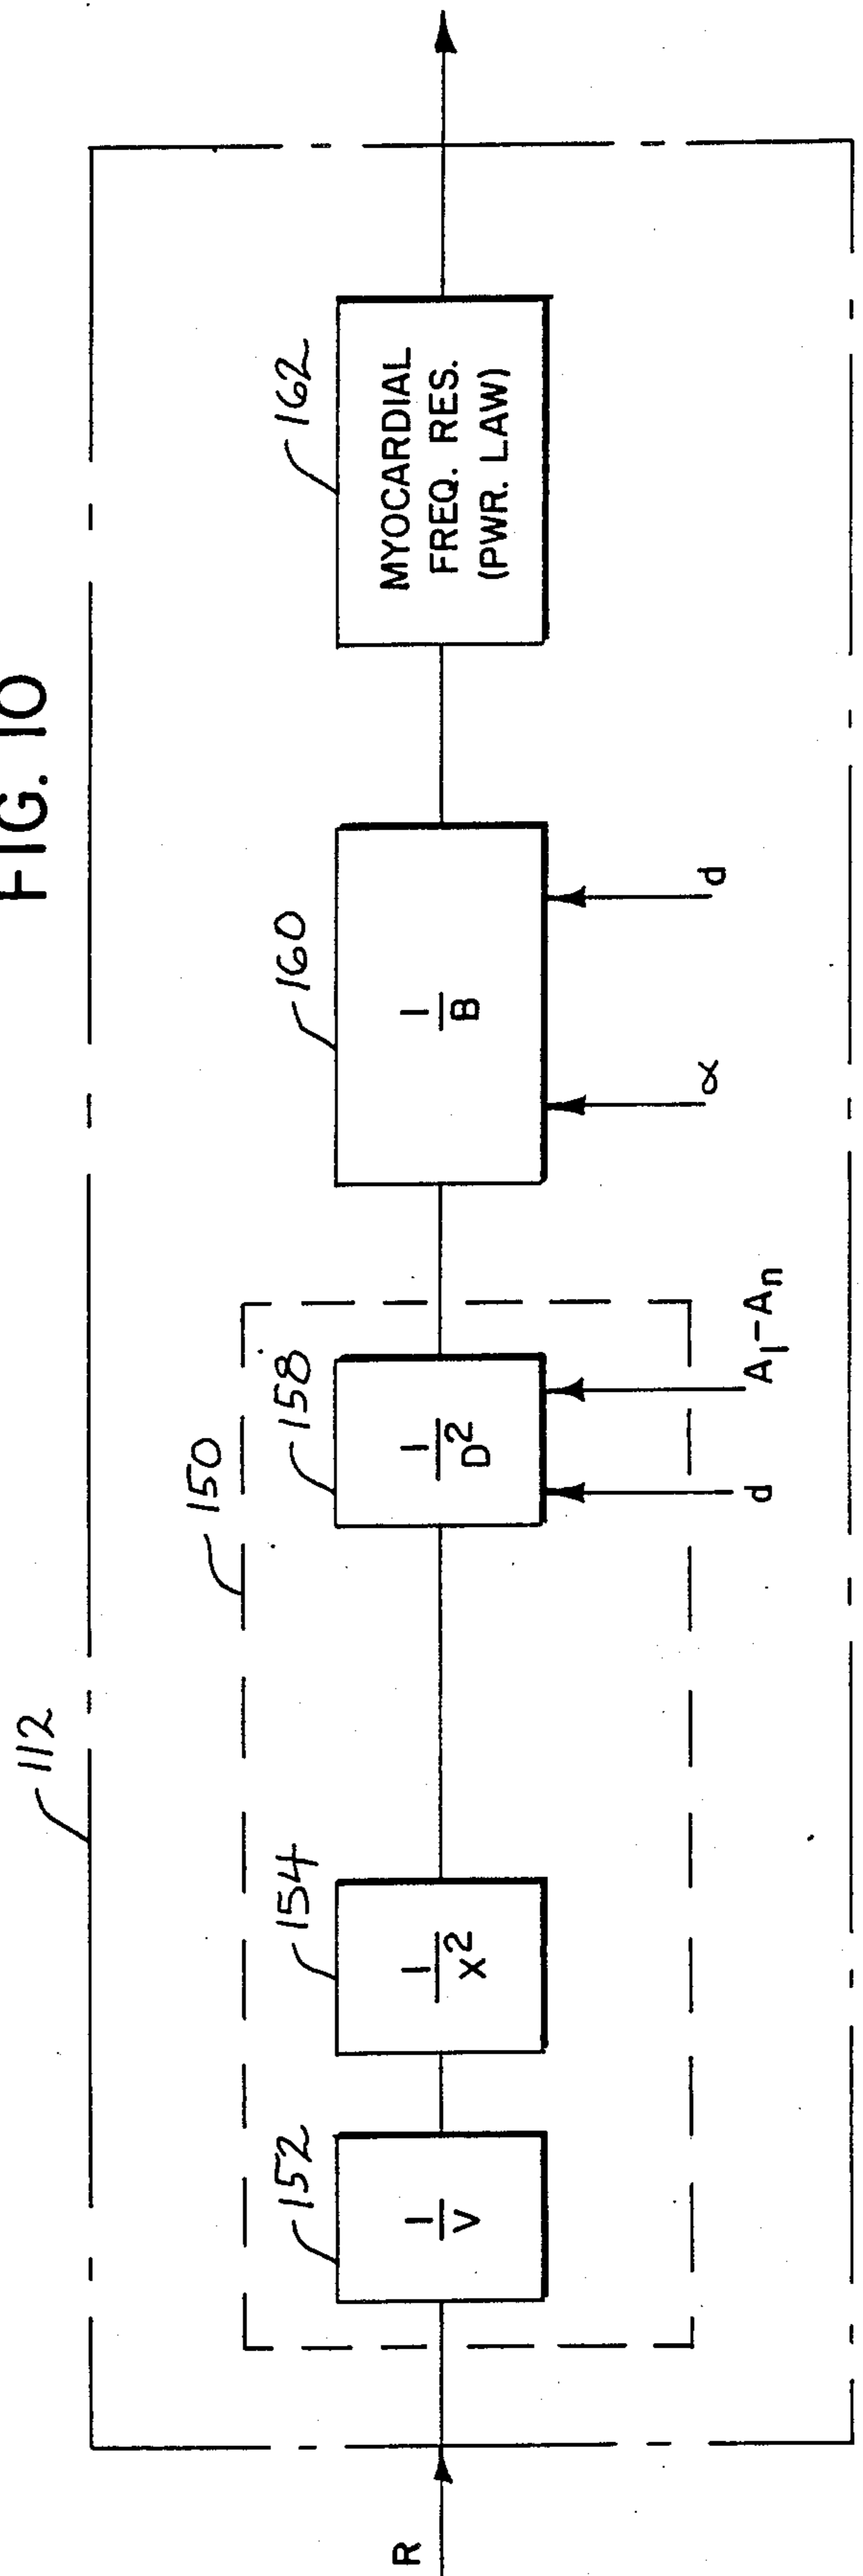 FIG. 10
112
150
152
154
158
160
162
R
1
V
1
X²
1
D²
1
B
MYOCARDIAL
FREQ. RES.
(PWR. LAW)
d
A₁–Aₙ
α
d